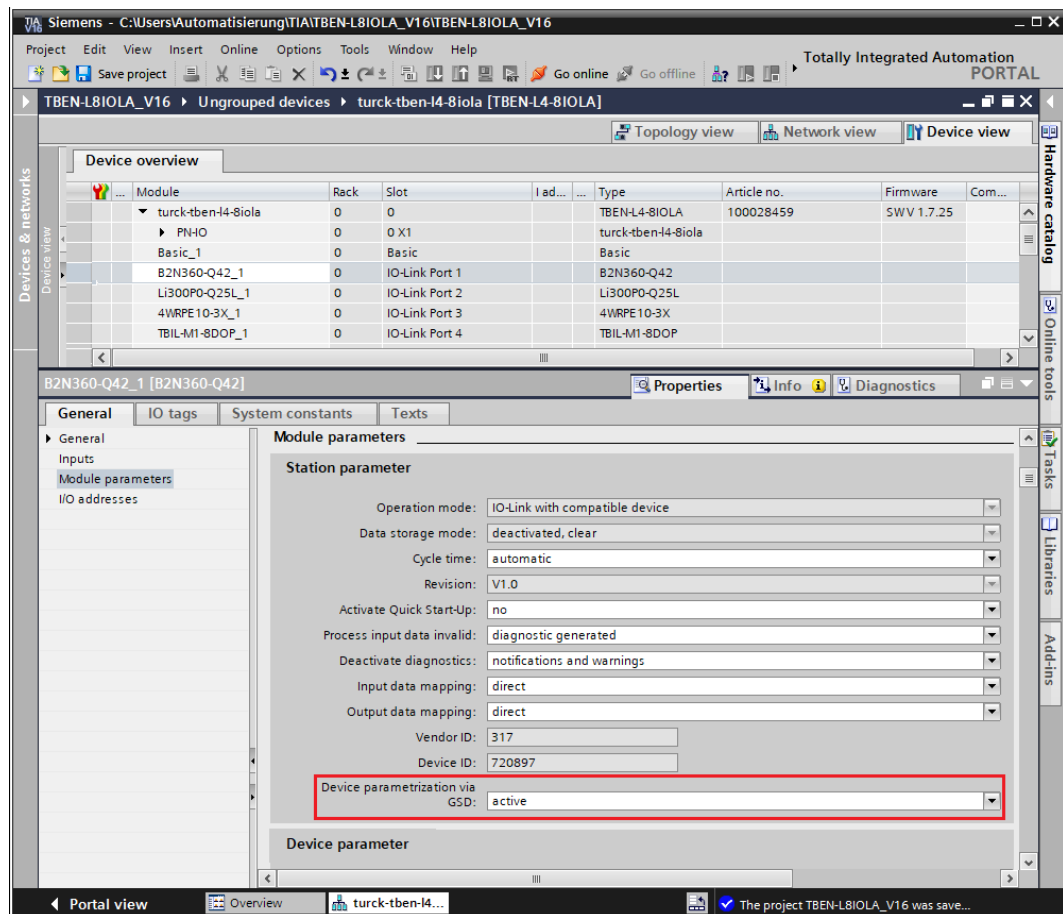 Siemens - C:\Users\Automatisierung\TIA\TBEN-L8IOLA_V16\TBEN-L8IOLA_V16
Project Edit View Insert Online Options Tools Window Help
Totally Integrated Automation
PORTAL
Save project Go online Go offline
TBEN-L8IOLA_V16 Ungrouped devices turck-tben-l4-8iola [TBEN-L4-8IOLA]
Topology view Network view Device view
Device overview
... Module Rack Slot I ad... ... Type Article no. Firmware Com...
turck-tben-l4-8iola 0 0 TBEN-L4-8IOLA 100028459 SWV 1.7.25
PN-IO 0 0 X1 turck-tben-l4-8iola
Basic_1 0 Basic Basic
B2N360-Q42_1 0 IO-Link Port 1 B2N360-Q42
Li300P0-Q25L_1 0 IO-Link Port 2 Li300P0-Q25L
4WRPE10-3X_1 0 IO-Link Port 3 4WRPE10-3X
TBIL-M1-8DOP_1 0 IO-Link Port 4 TBIL-M1-8DOP
Devices & networks
Device view
B2N360-Q42_1 [B2N360-Q42]
Properties Info Diagnostics
General IO tags System constants Texts
General
Inputs
Module parameters
I/O addresses
Module parameters
Station parameter
Operation mode: IO-Link with compatible device
Data storage mode: deactivated, clear
Cycle time: automatic
Revision: V1.0
Activate Quick Start-Up: no
Process input data invalid: diagnostic generated
Deactivate diagnostics: notifications and warnings
Input data mapping: direct
Output data mapping: direct
Vendor ID: 317
Device ID: 720897
Device parametrization via
GSD: active
Device parameter
Hardware catalog
Online tools
Tasks
Libraries
Add-ins
Portal view Overview turck-tben-l4... The project TBEN-L8IOLA_V16 was save...